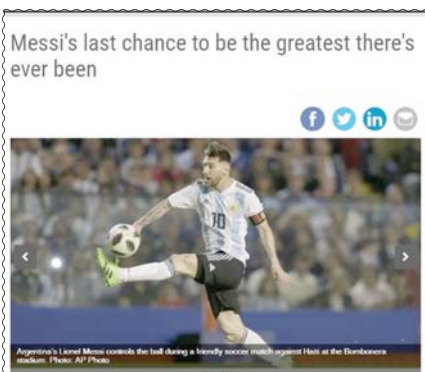 Messi's last chance to be the greatest there's
ever been
f
in
10
Argentina's Lionel Messi controls the ball during a friendly soccer match against Haiti at the Bombonera
stadium. Photo: AP Photo